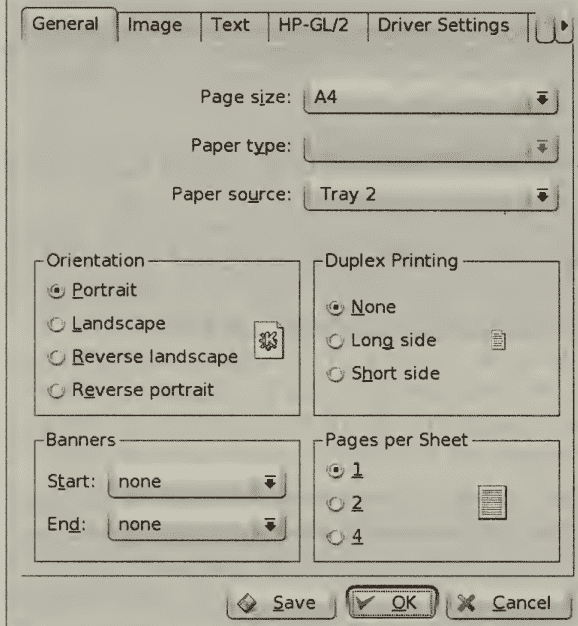 General Image Text HP-GL/2 Driver Settings
Page size: A4
Paper type:
Paper source: Tray 2
Orientation
Portrait
Landscape
Reverse landscape
Reverse portrait
Duplex Printing
None
Long side
Short side
Banners
Start: none
End: none
Pages per Sheet
1
2
4
Save OK Cancel